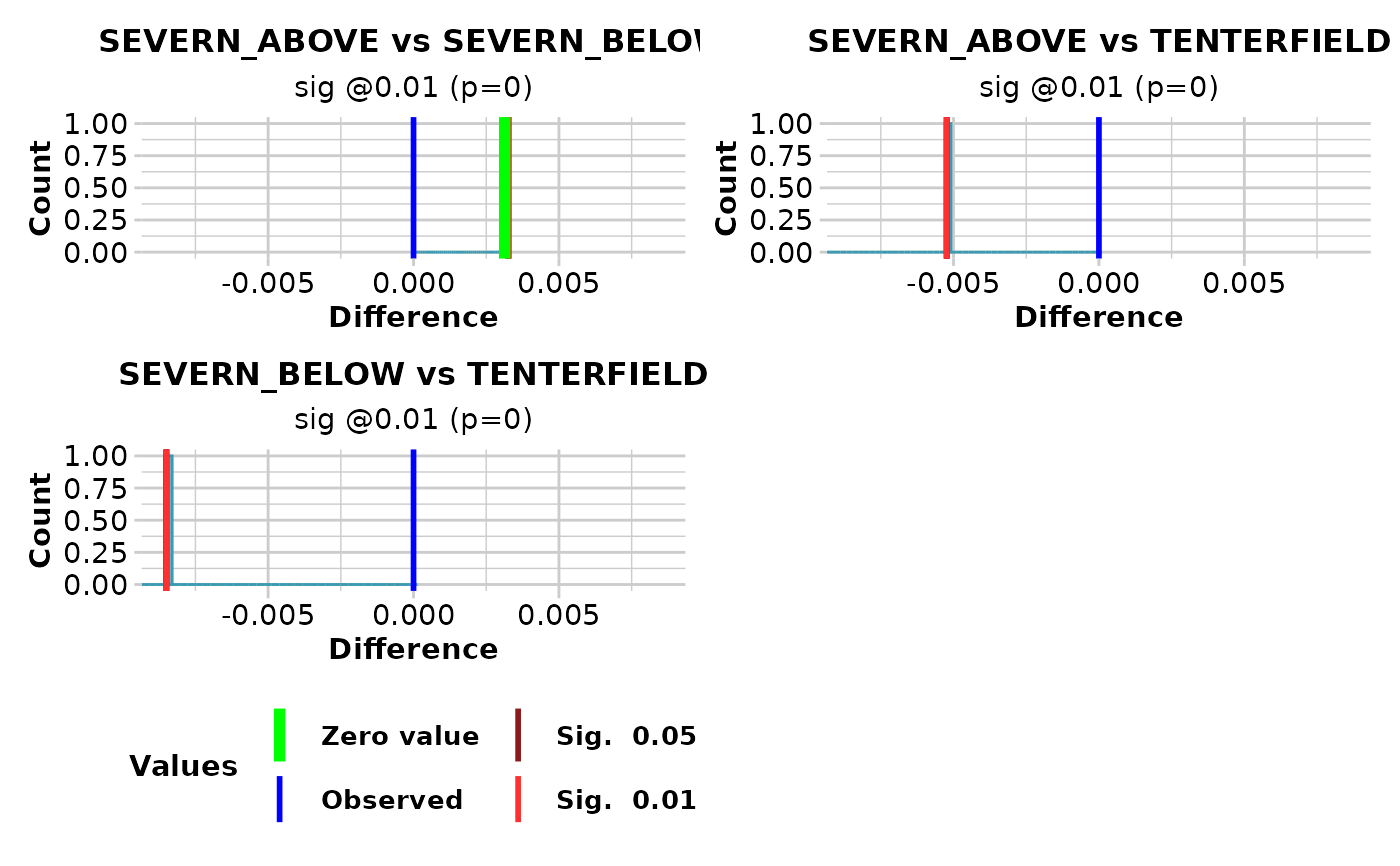 SEVERN_ABOVE vs SEVERN_BELOW
sig @0.01 (p=0)
1.00
0.75
0.50
0.25
0.00
Count
-0.005 0.000 0.005
Difference
SEVERN_ABOVE vs TENTERFIELD
sig @0.01 (p=0)
1.00
0.75
0.50
0.25
0.00
Count
-0.005 0.000 0.005
Difference
SEVERN_BELOW vs TENTERFIELD
sig @0.01 (p=0)
1.00
0.75
0.50
0.25
0.00
Count
-0.005 0.000 0.005
Difference
Values
Zero value
Sig. 0.05
Observed
Sig. 0.01